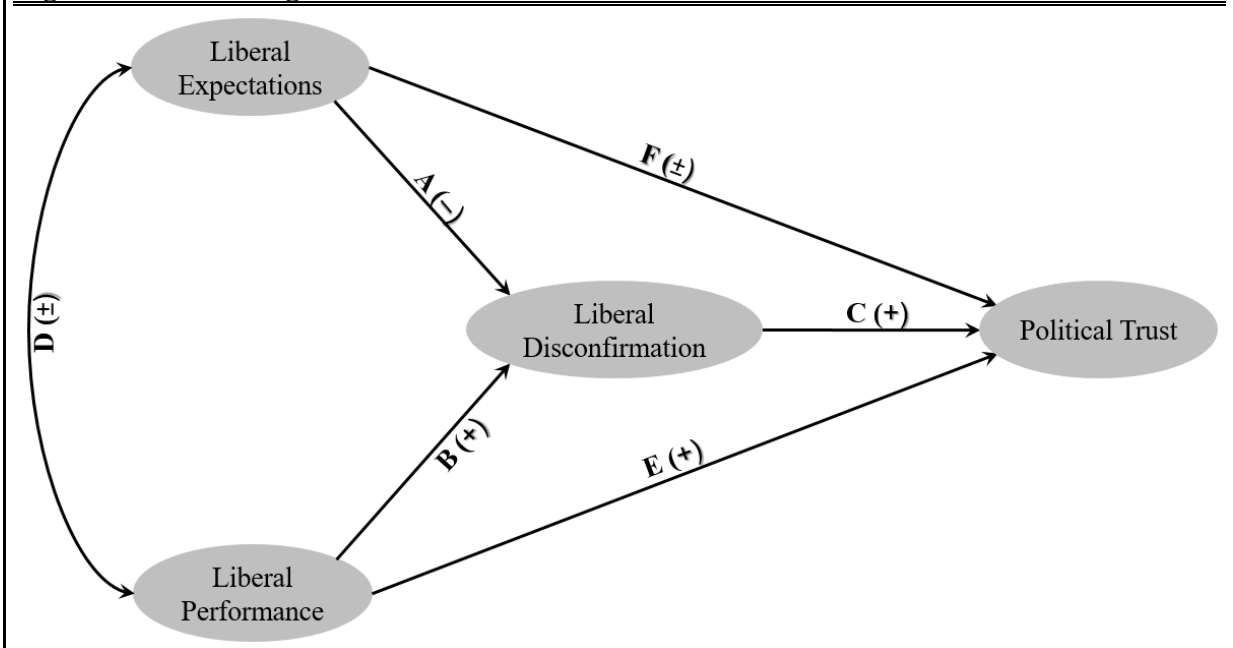 Liberal
Expectations
F (±)
A (–)
D (±)
Liberal
Disconfirmation
C (+)
Political Trust
B (+)
E (+)
Liberal
Performance